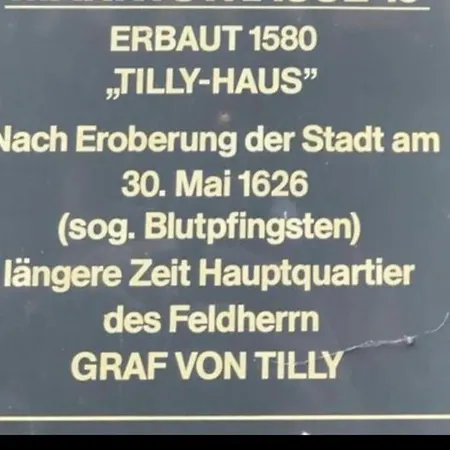 ERBAUT 1580
„TILLY-HAUS”
Nach Eroberung der Stadt am
30. Mai 1626
(sog. Blutpfingsten)
längere Zeit Hauptquartier
des Feldherrn
GRAF VON TILLY